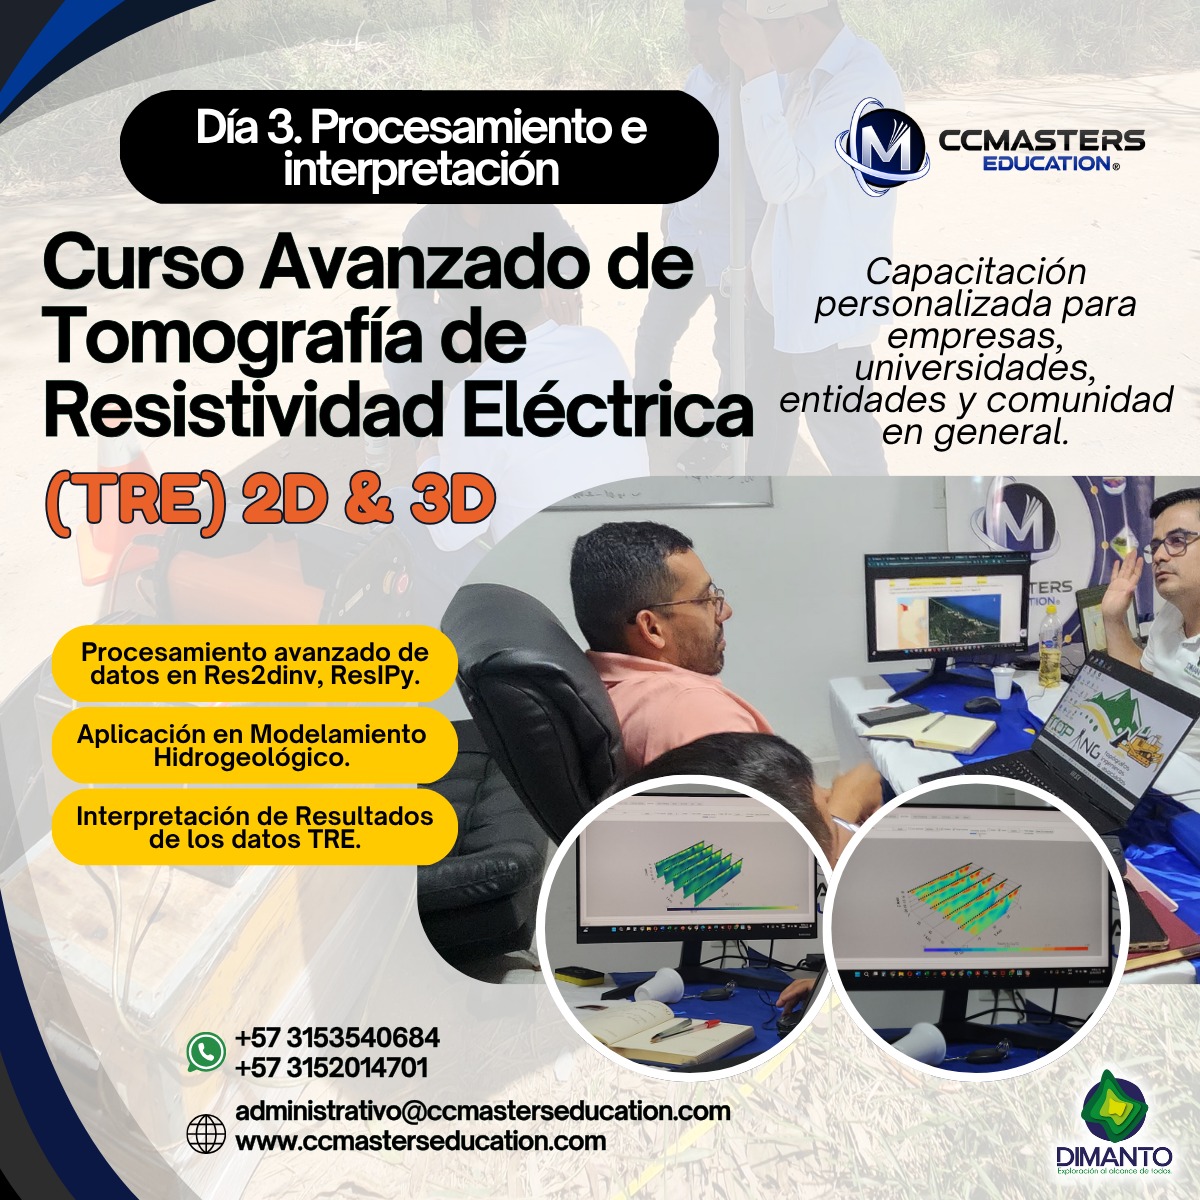 Día 3. Procesamiento e
interpretación
CCMASTERS
EDUCATION®
Curso Avanzado de
Tomografía de
Resistividad Eléctrica
(TRE) 2D & 3D
Capacitación
personalizada para
empresas,
universidades,
entidades y comunidad
en general.
Procesamiento avanzado de
datos en Res2dinv, ResIPy.
Aplicación en Modelamiento
Hidrogeológico.
Interpretación de Resultados
de los datos TRE.
+57 3153540684
+57 3152014701
administrativo@ccmasterseducation.com
www.ccmasterseducation.com
DIMANTO
Exploración al alcance de todos.